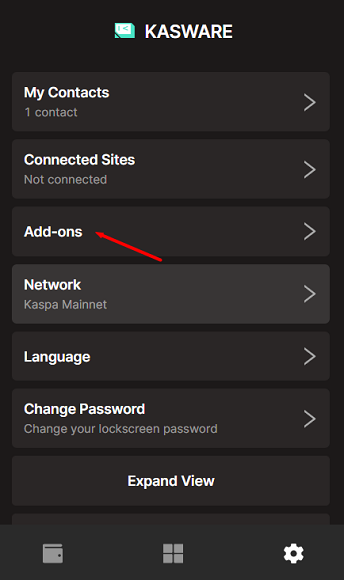 KASWARE
My Contacts
1 contact
Connected Sites
Not connected
Add-ons
Network
Kaspa Mainnet
Language
Change Password
Change your lockscreen password
Expand View